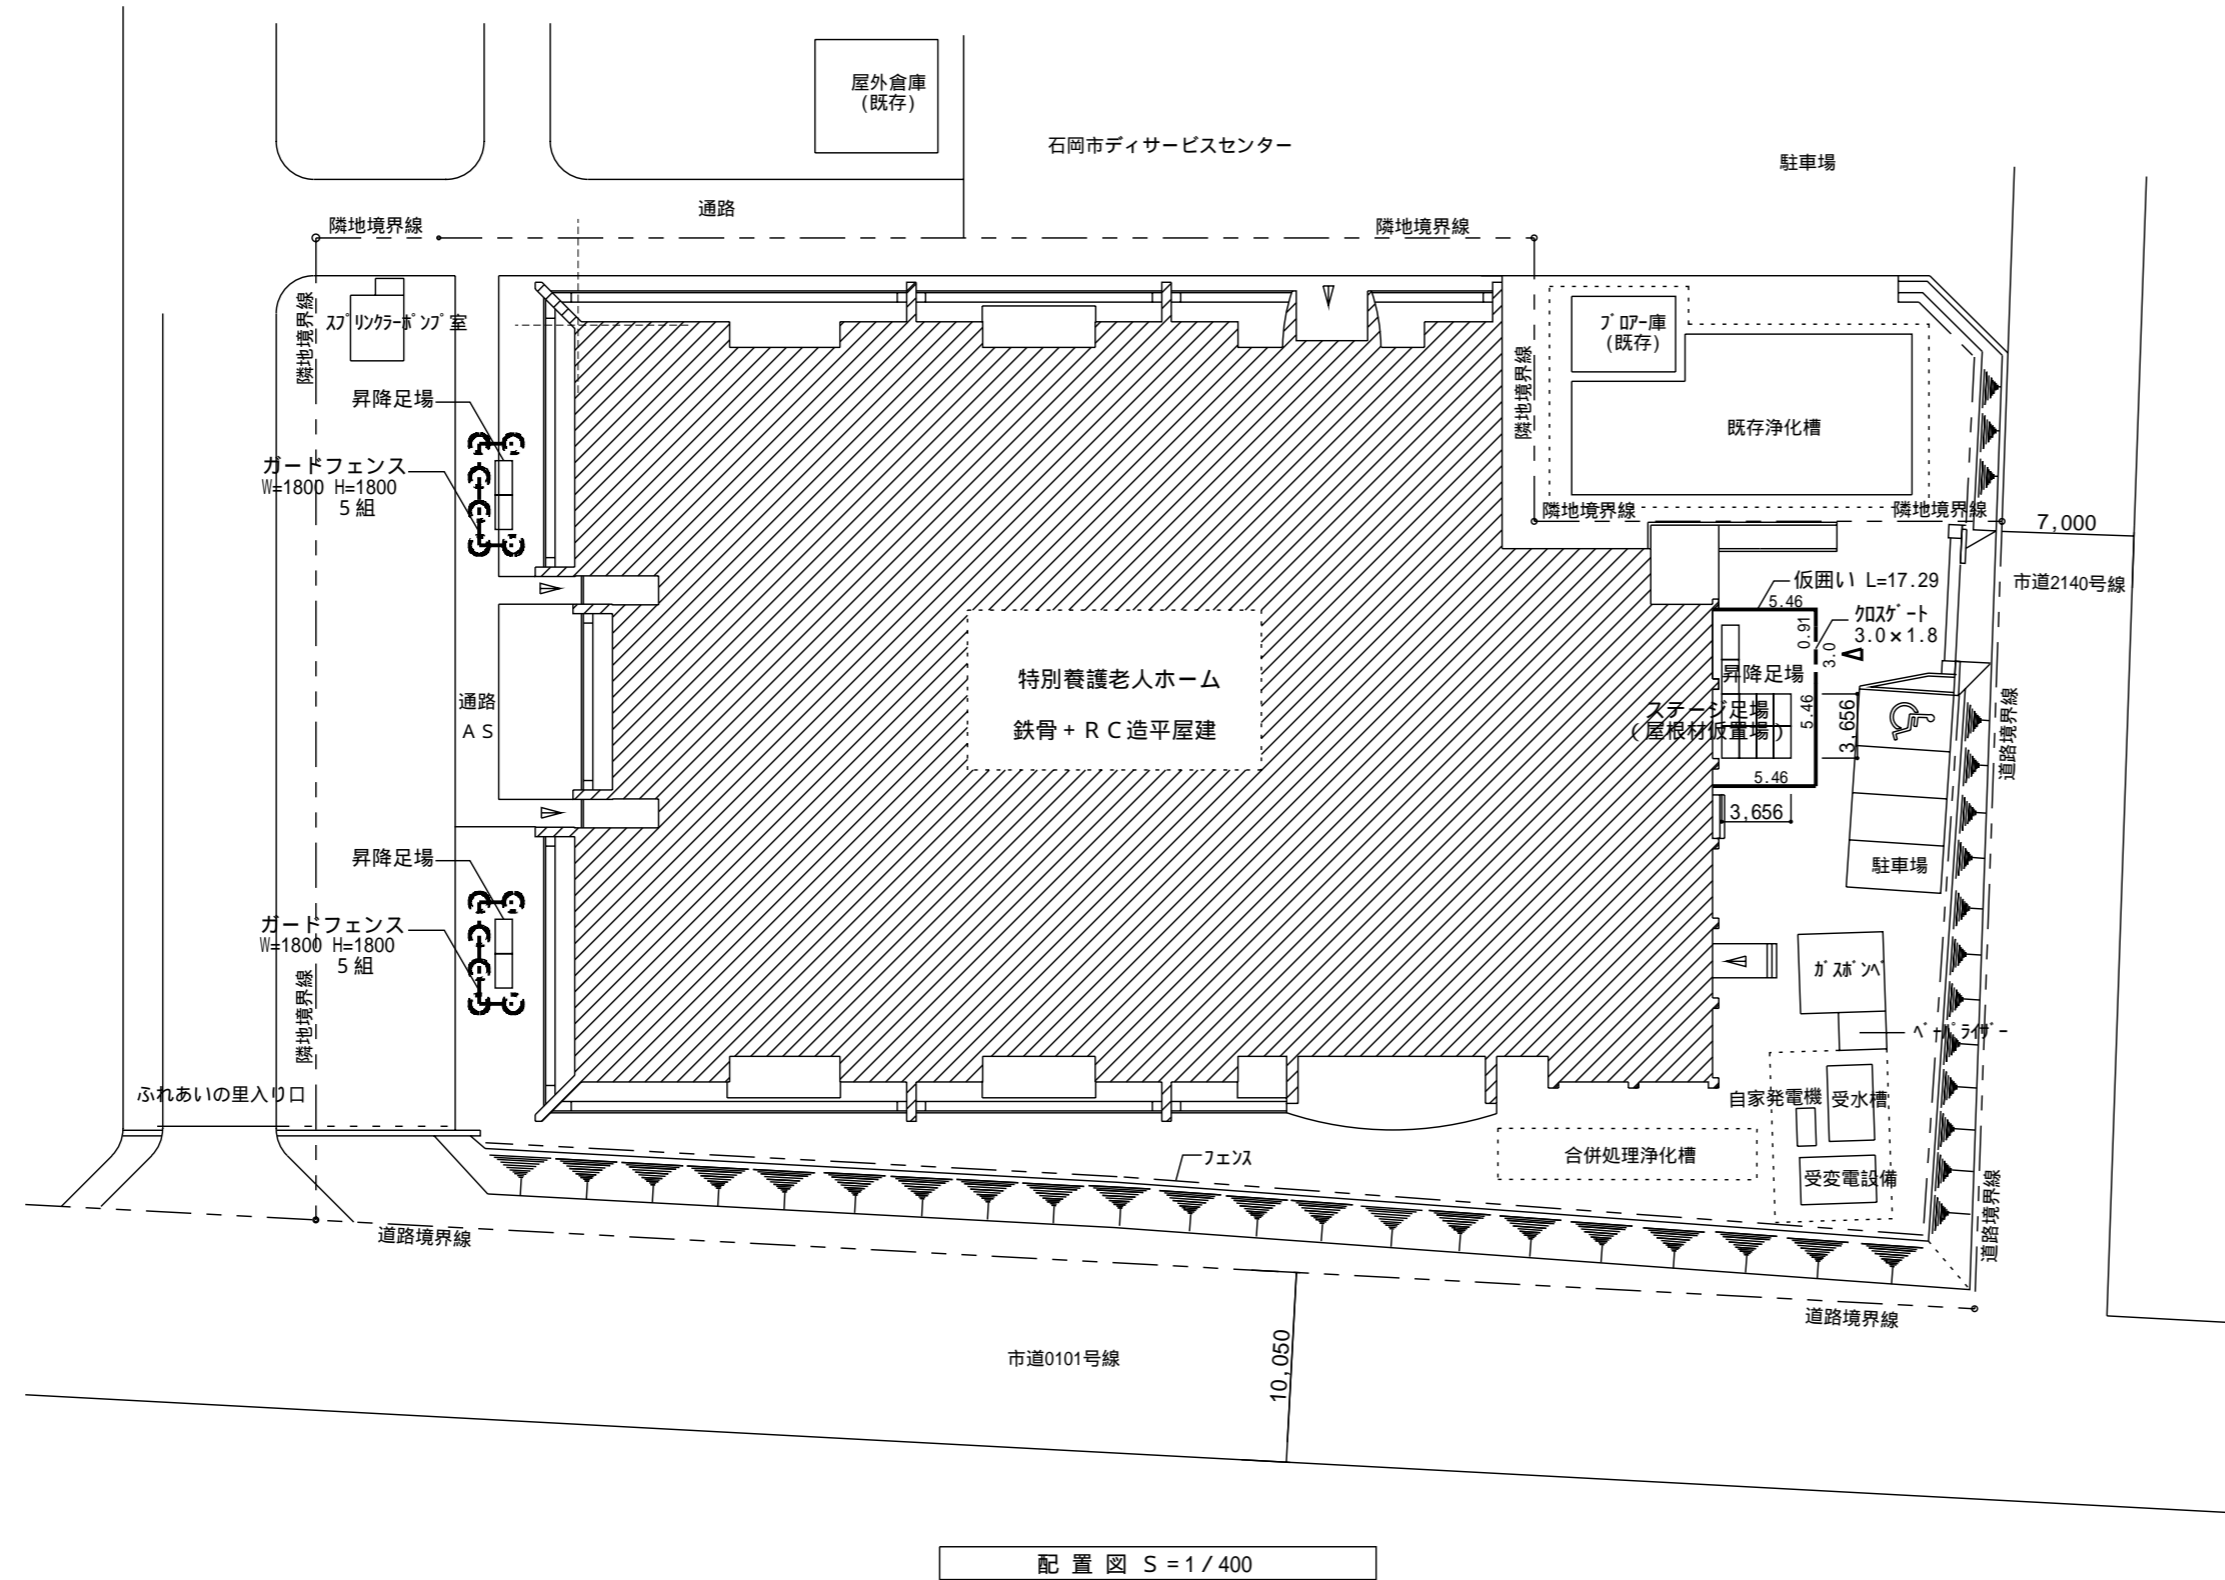 屋外倉庫
(既存)
石岡市ディサービスセンター
駐車場
通路
隣地境界線
隣地境界線
隣地境界線
スプリンクラーポンプ室
ブロアー庫
(既存)
隣地境界線
既存浄化槽
昇降足場
ガードフェンス
W=1800 H=1800
5組
隣地境界線
隣地境界線
7,000
市道2140号線
仮囲い L=17.29
5.46
0.91
クロスゲート
3.0×1.8
3.0
昇降足場
ステージ足場
(屋根材仮置場)
5.46
3,656
5.46
3,656
特別養護老人ホーム
鉄骨+RC造平屋建
通路
AS
道路境界線
駐車場
昇降足場
ガードフェンス
W=1800 H=1800
5組
隣地境界線
ガスボンベ
ベーパライザー
ふれあいの里入り口
自家発電機
受水槽
受変電設備
合併処理浄化槽
フェンス
道路境界線
道路境界線
道路境界線
市道0101号線
10,050
配置図 S=1/400